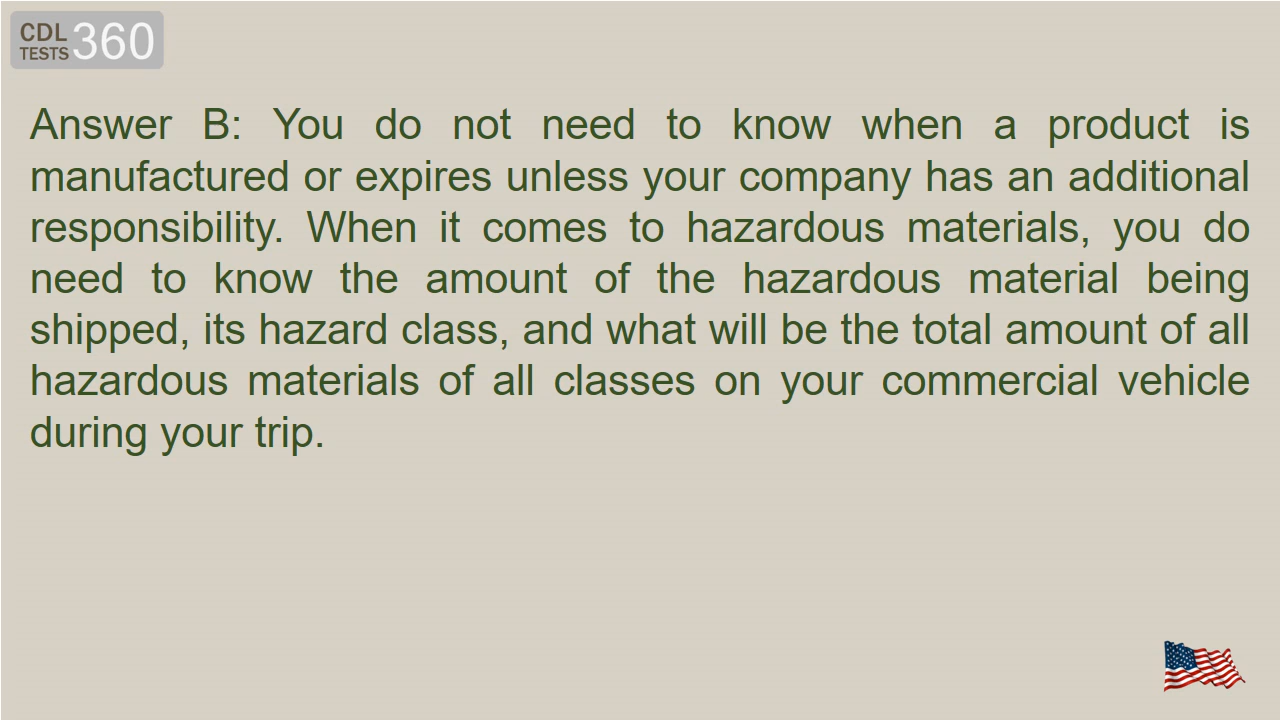 CDL
TESTS 360
Answer B: You do not need to know when a product is
manufactured or expires unless your company has an additional
responsibility. When it comes to hazardous materials, you do
need to know the amount of the hazardous material being
shipped, its hazard class, and what will be the total amount of all
hazardous materials of all classes on your commercial vehicle
during your trip.